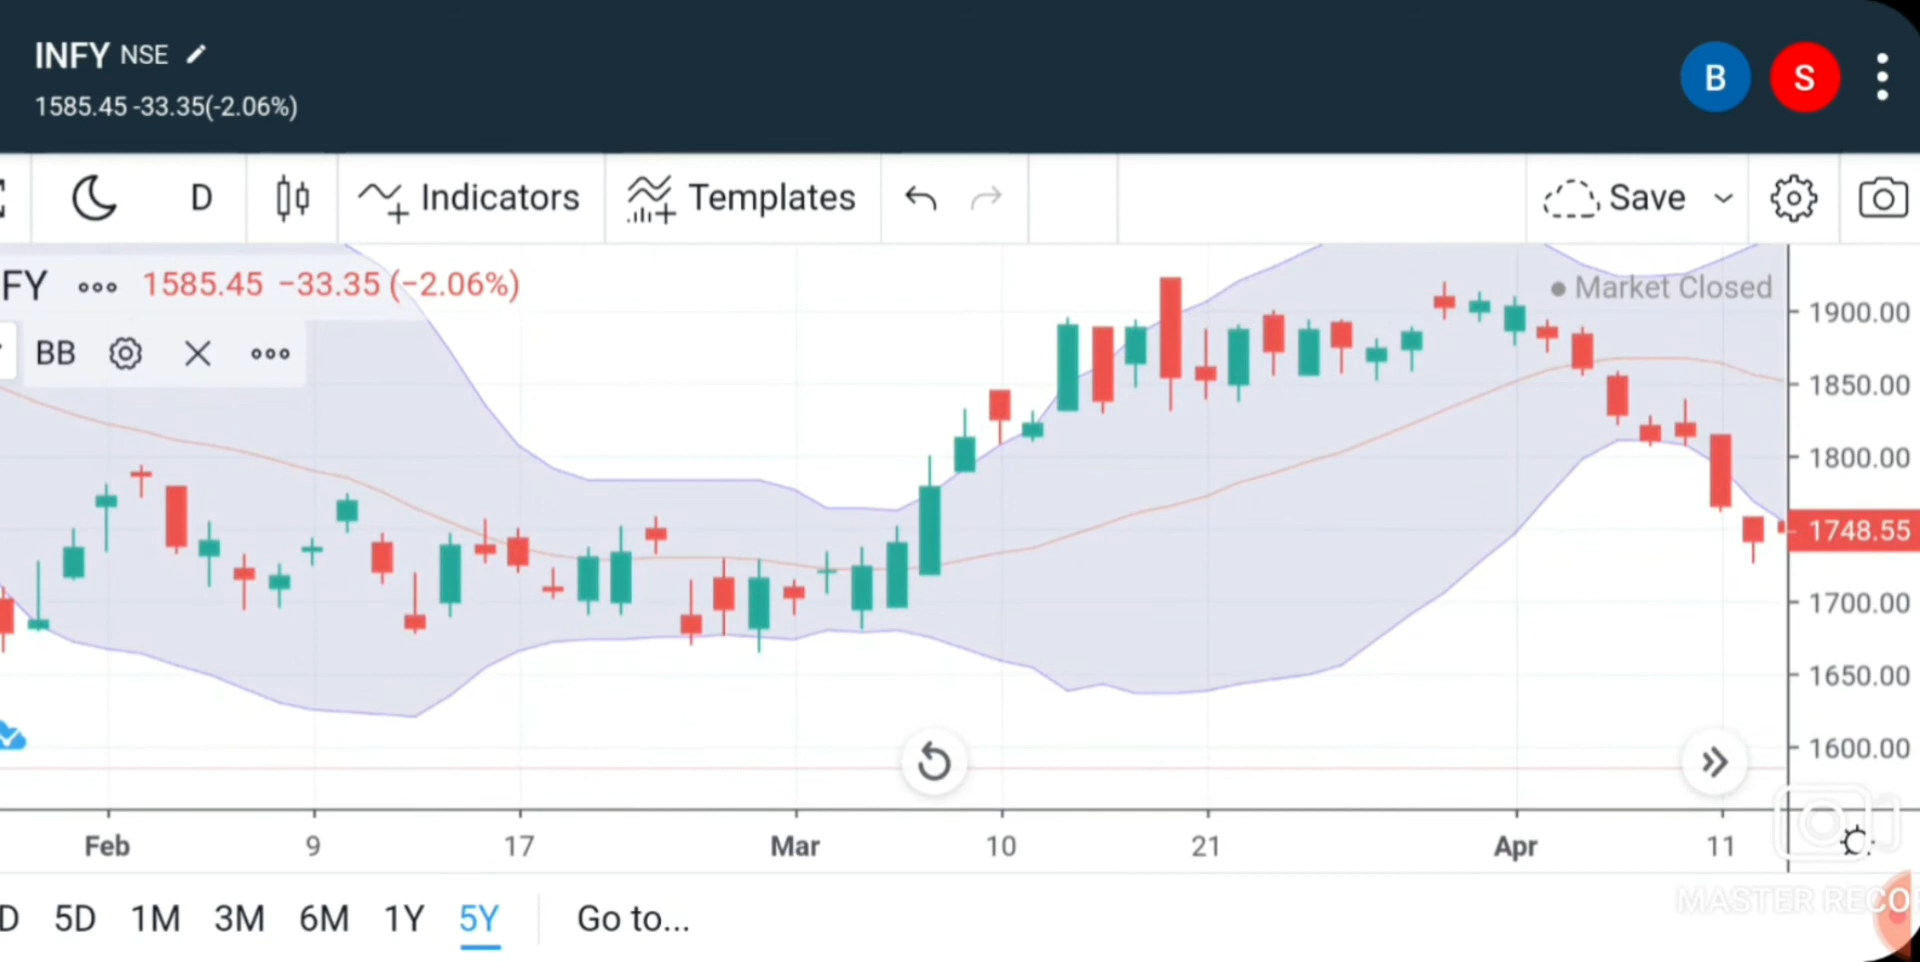 INFY NSE
1585.45 -33.35(-2.06%)
B S
D Indicators Templates Save
FY 1585.45 −33.35 (−2.06%)
Market Closed
BB
1900.00
1850.00
1800.00
1748.55
1700.00
1650.00
1600.00
Feb 9 17 Mar 10 21 Apr 11
D 5D 1M 3M 6M 1Y 5Y Go to...
MASTER RECO